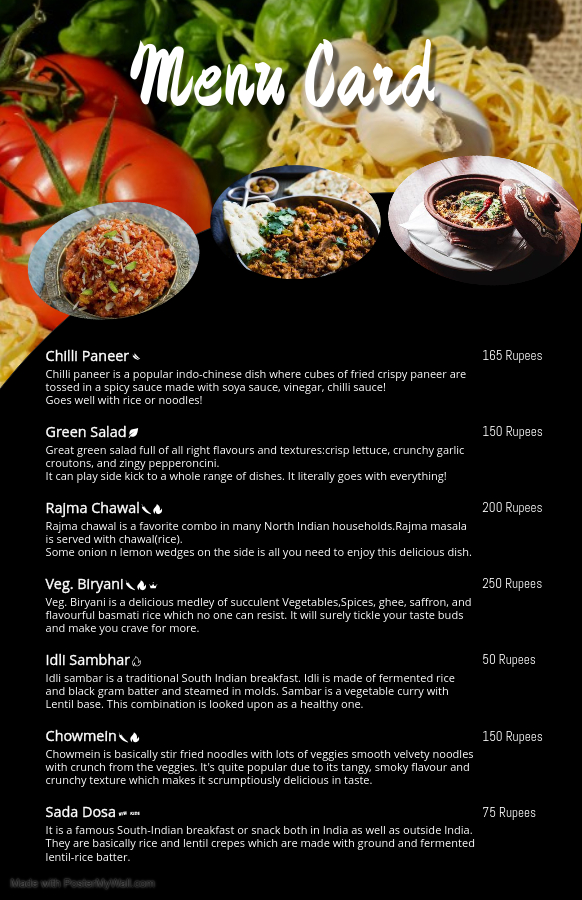 Menu Card
Chilli Paneer
165 Rupees
Chilli paneer is a popular indo-chinese dish where cubes of fried crispy paneer are
tossed in a spicy sauce made with soya sauce, vinegar, chilli sauce!
Goes well with rice or noodles!
Green Salad
150 Rupees
Great green salad full of all right flavours and textures:crisp lettuce, crunchy garlic
croutons, and zingy pepperoncini.
It can play side kick to a whole range of dishes. It literally goes with everything!
Rajma Chawal
200 Rupees
Rajma chawal is a favorite combo in many North Indian households.Rajma masala
is served with chawal(rice).
Some onion n lemon wedges on the side is all you need to enjoy this delicious dish.
Veg. Biryani
250 Rupees
Veg. Biryani is a delicious medley of succulent Vegetables,Spices, ghee, saffron, and
flavourful basmati rice which no one can resist. It will surely tickle your taste buds
and make you crave for more.
Idli Sambhar
50 Rupees
Idli sambar is a traditional South Indian breakfast. Idli is made of fermented rice
and black gram batter and steamed in molds. Sambar is a vegetable curry with
Lentil base. This combination is looked upon as a healthy one.
Chowmein
150 Rupees
Chowmein is basically stir fried noodles with lots of veggies smooth velvety noodles
with crunch from the veggies. It's quite popular due to its tangy, smoky flavour and
crunchy texture which makes it scrumptiously delicious in taste.
Sada Dosa
75 Rupees
It is a famous South-Indian breakfast or snack both in India as well as outside India.
They are basically rice and lentil crepes which are made with ground and fermented
lentil-rice batter.
Made with PosterMyWall.com